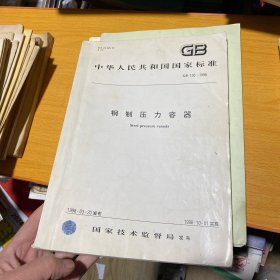 GB
中华人民共和国国家标准
GB 150-1998
钢制压力容器
Steel pressure vessels
1998-03-20发布
1998-10-01实施
国家技术监督局 发布